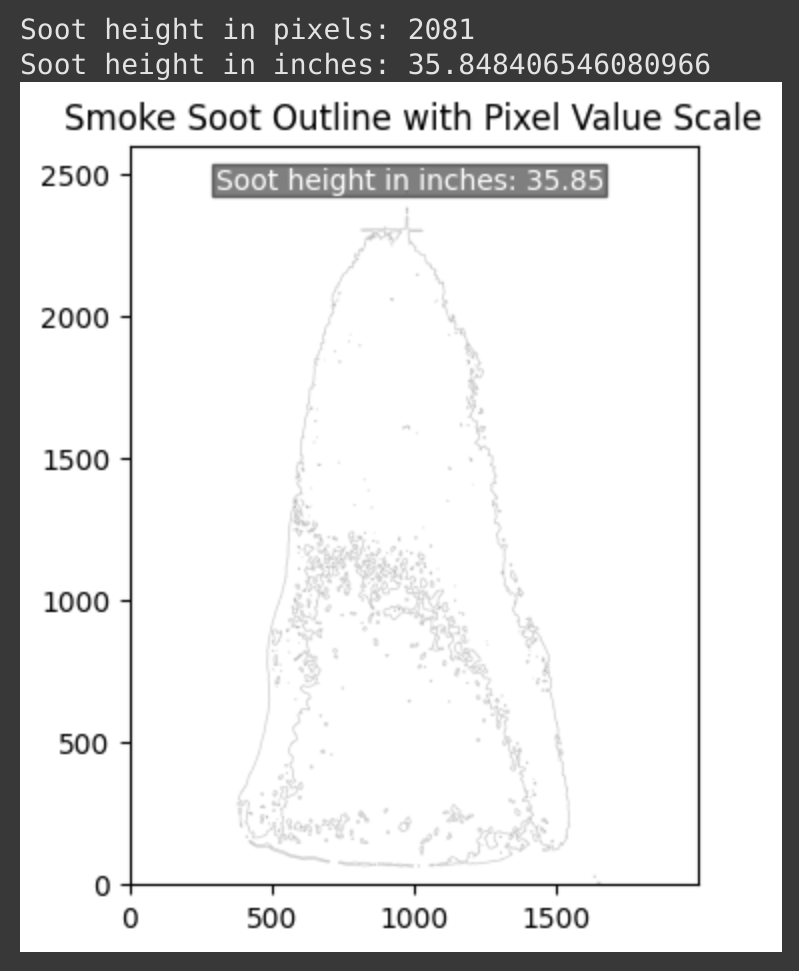 Soot height in pixels: 2081
Soot height in inches: 35.848406546080966
Smoke Soot Outline with Pixel Value Scale
Soot height in inches: 35.85
2500
2000
1500
1000
500
0
0 500 1000 1500